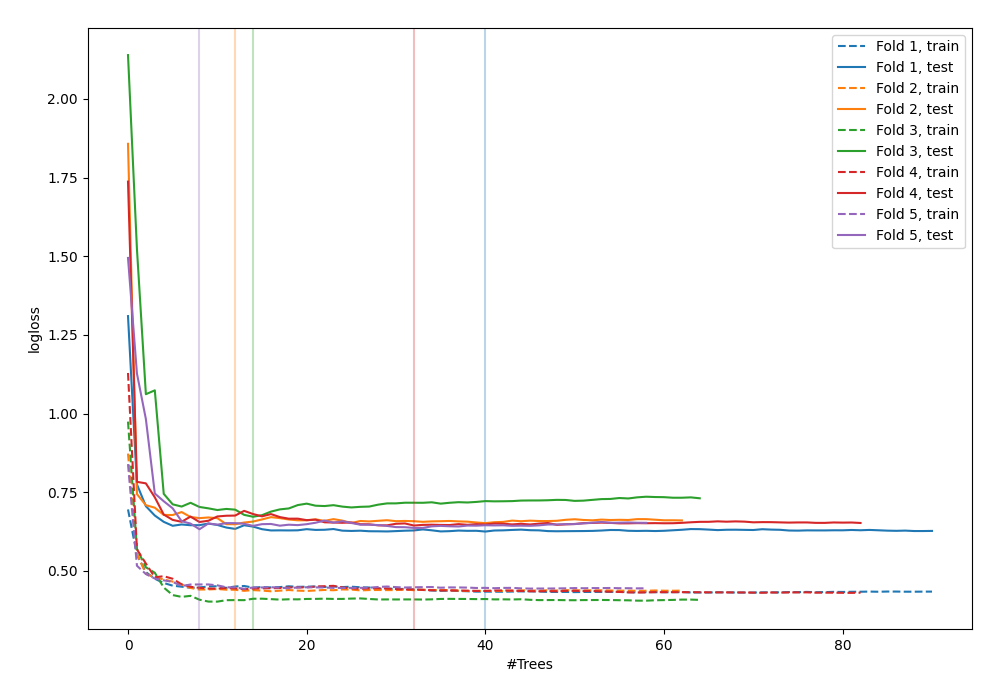 2.00
1.75
1.50
1.25
1.00
0.75
0.50
logloss
0
20
40
60
80
#Trees
Fold 1, train
Fold 1, test
Fold 2, train
Fold 2, test
Fold 3, train
Fold 3, test
Fold 4, train
Fold 4, test
Fold 5, train
Fold 5, test